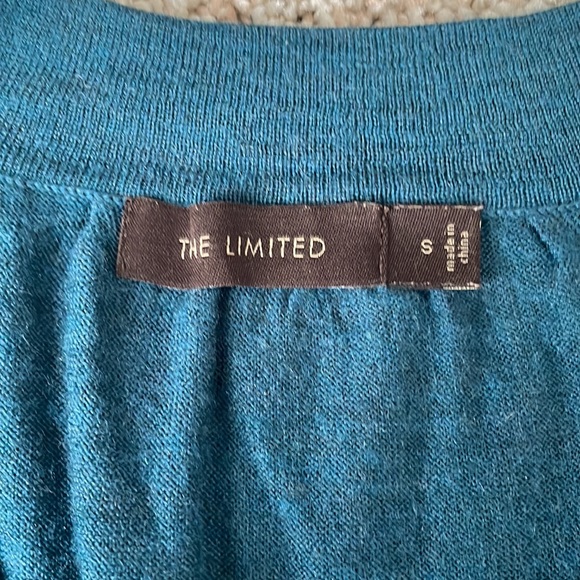 THE LIMITED
S
made in
china